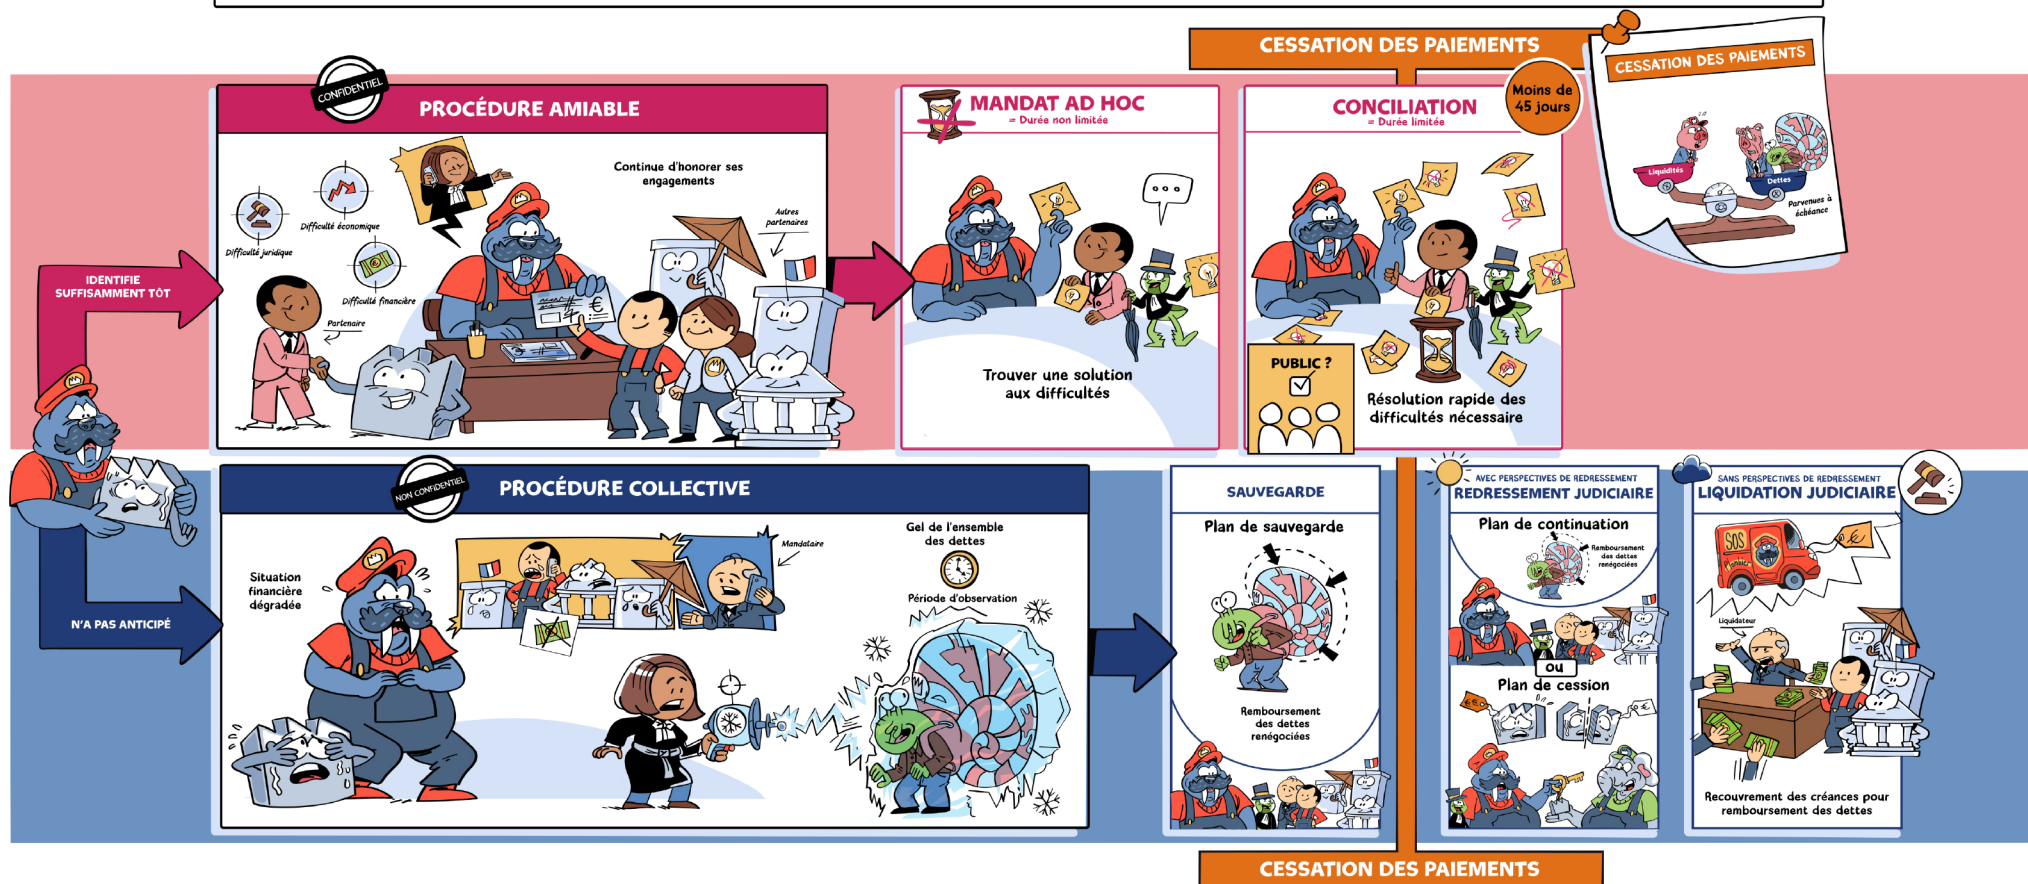 CESSATION DES PAIEMENTS
CESSATION DES PAIEMENTS
Liquidités
Dettes
Parvenues à
échéance
CONFIDENTIEL
PROCÉDURE AMIABLE
Continue d'honorer ses
engagements
Autres
partenaires
Difficulté économique
Difficulté juridique
Difficulté financière
Partenaire
€
IDENTIFIE
SUFFISAMMENT TÔT
MANDAT AD HOC
= Durée non limitée
Trouver une solution
aux difficultés
Moins de
45 jours
CONCILIATION
= Durée limitée
PUBLIC ?
Résolution rapide des
difficultés nécessaire
N'A PAS ANTICIPÉ
NON CONFIDENTIEL
PROCÉDURE COLLECTIVE
Situation
financière
dégradée
Mandataire
Gel de l'ensemble
des dettes
Période d'observation
SAUVEGARDE
Plan de sauvegarde
Remboursement
des dettes
renégociées
AVEC PERSPECTIVES DE REDRESSEMENT
REDRESSEMENT JUDICIAIRE
Plan de continuation
Remboursement
des dettes
renégociées
OU
Plan de cession
€€
SANS PERSPECTIVES DE REDRESSEMENT
LIQUIDATION JUDICIAIRE
SOS
Plombier
€
Liquidateur
Recouvrement des créances pour
remboursement des dettes
CESSATION DES PAIEMENTS